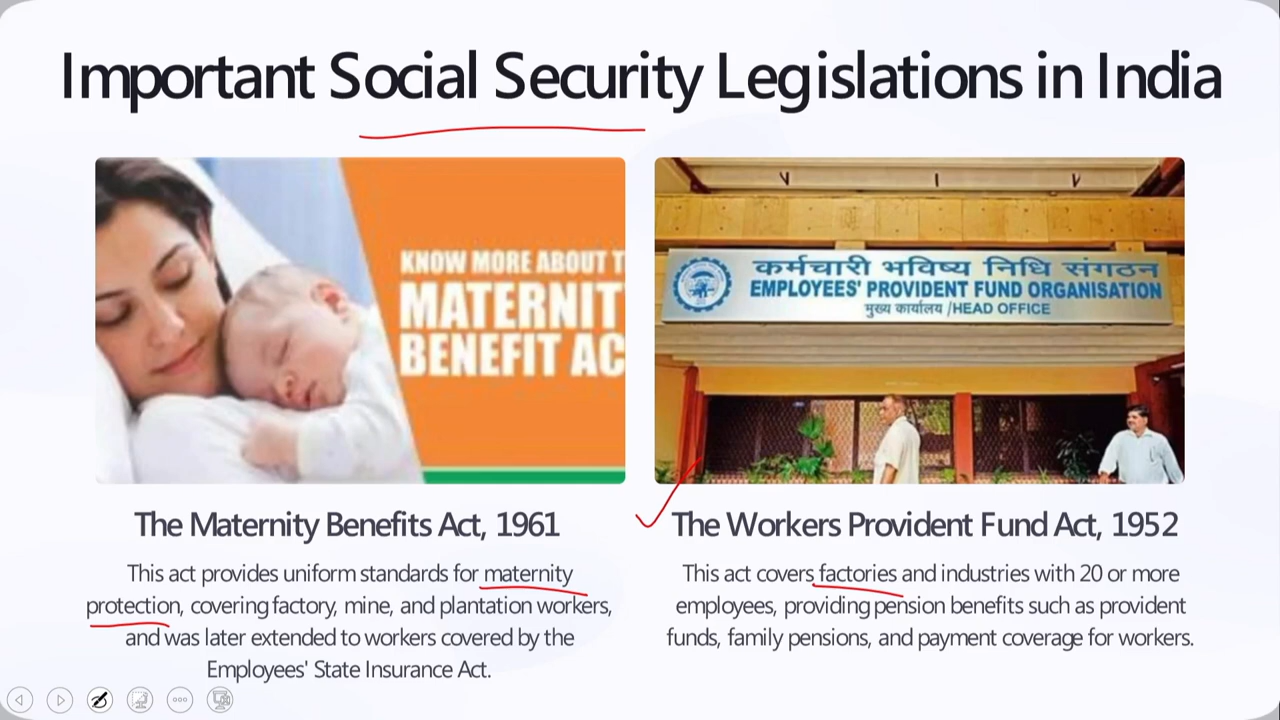 Important Social Security Legislations in India
KNOW MORE ABOUT T
MATERNIT
BENEFIT AC
कर्मचारी भविष्य निधि संगठन
EMPLOYEES' PROVIDENT FUND ORGANISATION
मुख्य कार्यालय /HEAD OFFICE
The Maternity Benefits Act, 1961
This act provides uniform standards for maternity
protection, covering factory, mine, and plantation workers,
and was later extended to workers covered by the
Employees' State Insurance Act.
The Workers Provident Fund Act, 1952
This act covers factories and industries with 20 or more
employees, providing pension benefits such as provident
funds, family pensions, and payment coverage for workers.